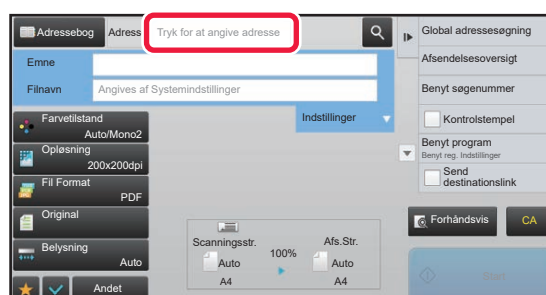 Adressebog Adress Tryk for at angive adresse
Emne
Filnavn Angives af Systemindstillinger
Indstillinger
Farvetilstand
Auto/Mono2
Opløsning
200x200dpi
Fil Format
PDF
Original
Belysning
Auto
Andet
Scanningsstr.
Auto
A4
100%
Afs.Str.
Auto
A4
Global adressesøgning
Afsendelsesoversigt
Benyt søgenummer
Kontrolstempel
Benyt program
Benyt reg. Indstillinger
Send
destinationslink
Forhåndsvis
CA
Start